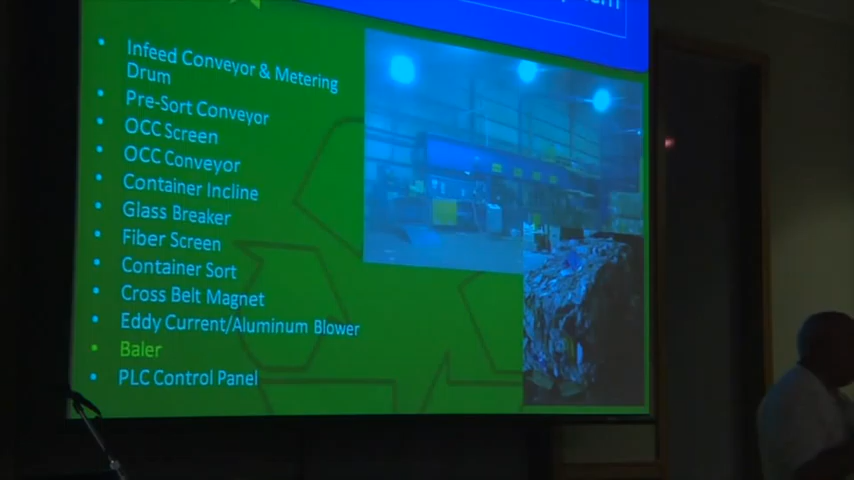 Infeed Conveyor & Metering
Drum
Pre-Sort Conveyor
OCC Screen
OCC Conveyor
Container Incline
Glass Breaker
Fiber Screen
Container Sort
Cross Belt Magnet
Eddy Current/Aluminum Blower
Baler
PLC Control Panel